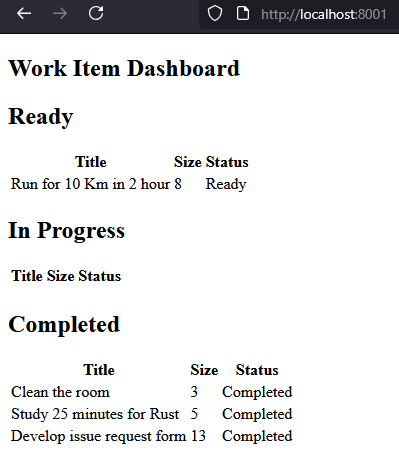 http://localhost:8001
Work Item Dashboard
Ready
Title Size Status
Run for 10 Km in 2 hour 8 Ready
In Progress
Title Size Status
Completed
Title Size Status
Clean the room 3 Completed
Study 25 minutes for Rust 5 Completed
Develop issue request form 13 Completed